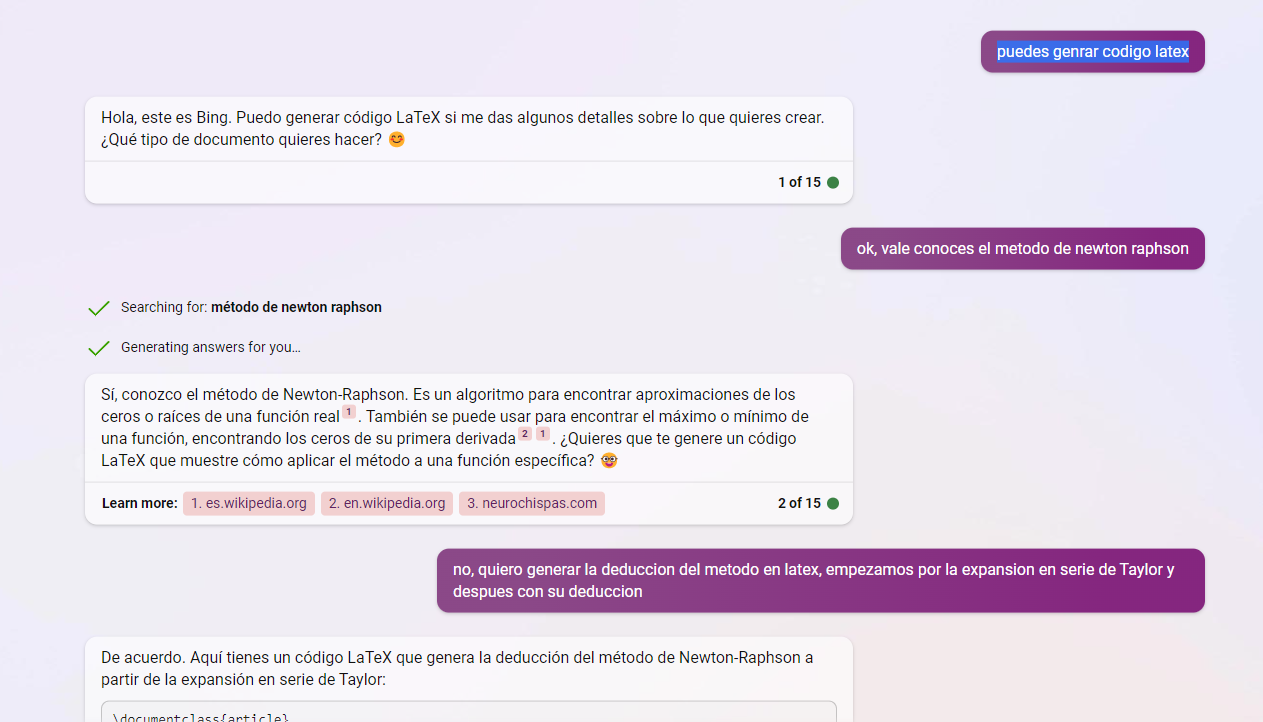 puedes genrar codigo latex
Hola, este es Bing. Puedo generar código LaTeX si me das algunos detalles sobre lo que quieres crear.
¿Qué tipo de documento quieres hacer? 😊
1 of 15
ok, vale conoces el metodo de newton raphson
Searching for: método de newton raphson
Generating answers for you...
Sí, conozco el método de Newton-Raphson. Es un algoritmo para encontrar aproximaciones de los
ceros o raíces de una función real 1 . También se puede usar para encontrar el máximo o mínimo de
una función, encontrando los ceros de su primera derivada 2 1 . ¿Quieres que te genere un código
LaTeX que muestre cómo aplicar el método a una función específica? 🤓
Learn more: 1. es.wikipedia.org 2. en.wikipedia.org 3. neurochispas.com 2 of 15
no, quiero generar la deduccion del metodo en latex, empezamos por la expansion en serie de Taylor y
despues con su deduccion
De acuerdo. Aquí tienes un código LaTeX que genera la deducción del método de Newton-Raphson a
partir de la expansión en serie de Taylor:
\documentclass{article}